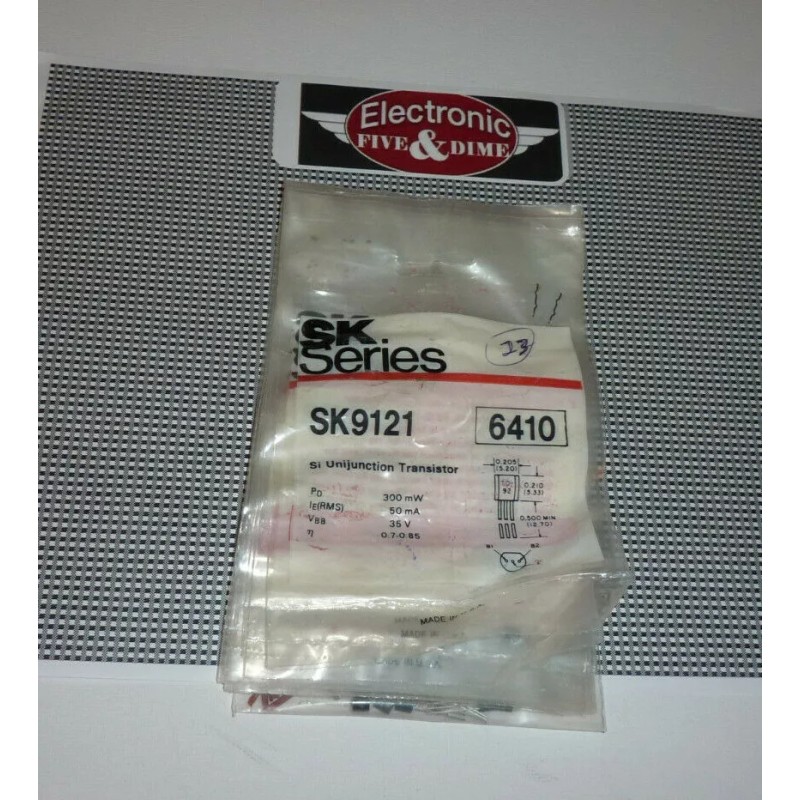 Electronic
FIVE & DIME
SK
Series
23
SK9121
6410
Si Unijunction Transistor
PD 300 mW
IE(RMS) 50 mA
VBB 35 V
η 0.7-0.85
0.205
(5.20)
0.210
(5.33)
0.500 MIN
(12.70)
B1
B2
MADE IN
MADE IN